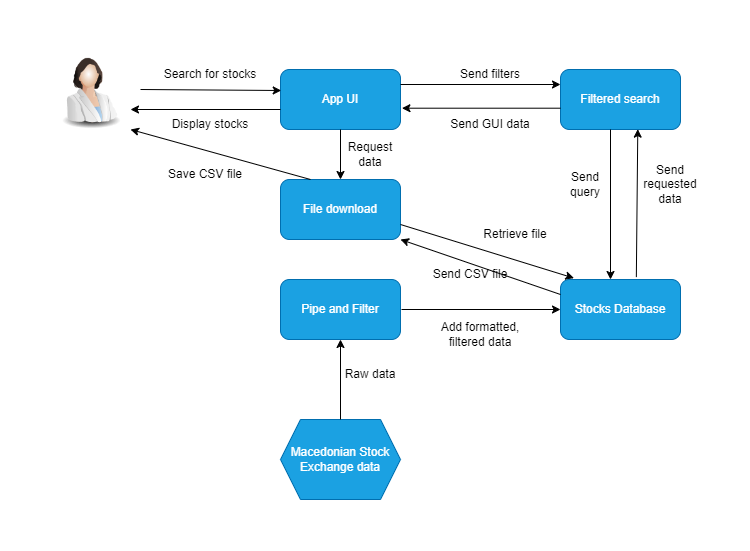 Search for stocks
Send filters
App UI
Filtered search
Display stocks
Send GUI data
Request
data
Save CSV file
Send
query
Send
requested
data
File download
Retrieve file
Send CSV file
Pipe and Filter
Stocks Database
Add formatted,
filtered data
Raw data
Macedonian Stock
Exchange data